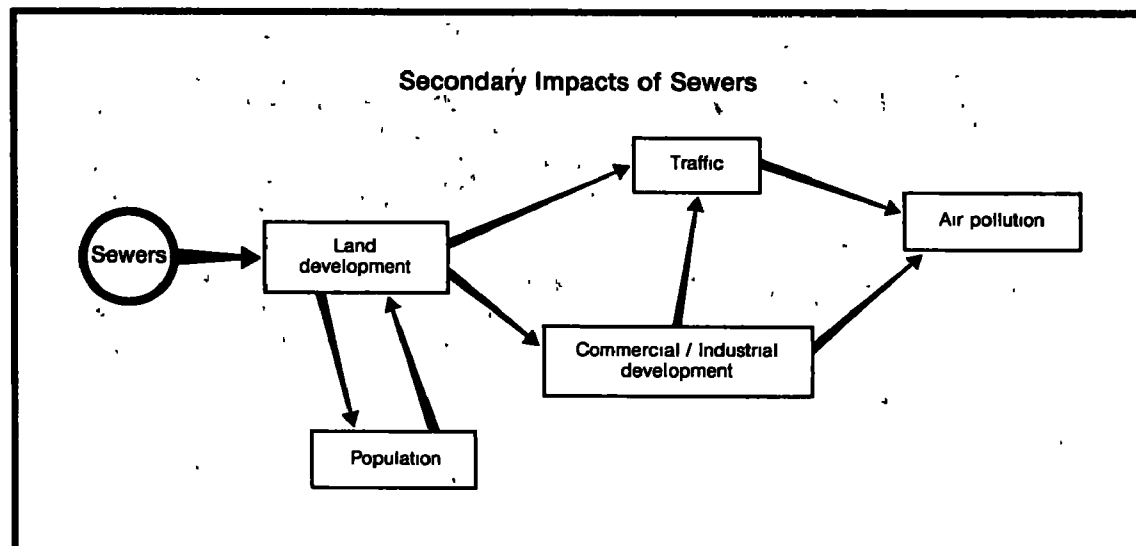 Secondary Impacts of Sewers
Traffic
Air pollution
Sewers
Land
development
Commercial / Industrial
development
Population